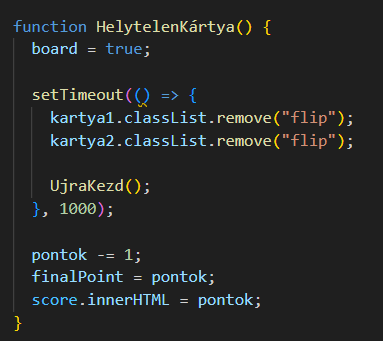 function HelytelenKártya() {
board = true;
setTimeout(() => {
kartya1.classList.remove("flip");
kartya2.classList.remove("flip");
UjraKezd();
}, 1000);
pontok -= 1;
finalPoint = pontok;
score.innerHTML = pontok;
}